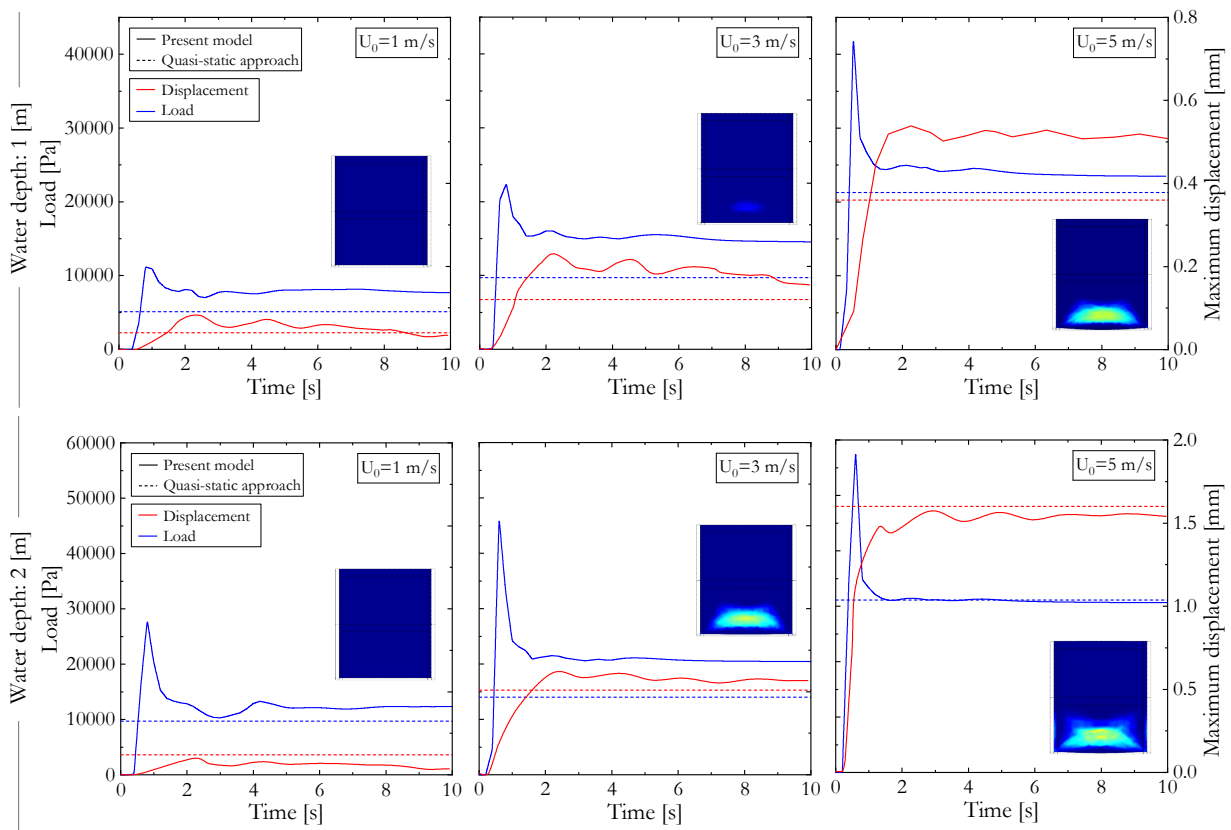 Water depth: 1 [m]
Load [Pa]
40000
30000
20000
10000
0
Present model
Quasi-static approach
Displacement
Load
U₀=1 m/s
0 2 4 6 8 10
Time [s]
U₀=3 m/s
0 2 4 6 8 10
Time [s]
U₀=5 m/s
0 2 4 6 8 10
Time [s]
0.8
0.6
0.4
0.2
0.0
Maximum displacement [mm]
Water depth: 2 [m]
Load [Pa]
60000
50000
40000
30000
20000
10000
0
Present model
Quasi-static approach
Displacement
Load
U₀=1 m/s
0 2 4 6 8 10
Time [s]
U₀=3 m/s
0 2 4 6 8 10
Time [s]
U₀=5 m/s
0 2 4 6 8 10
Time [s]
2.0
1.5
1.0
0.5
0.0
Maximum displacement [mm]